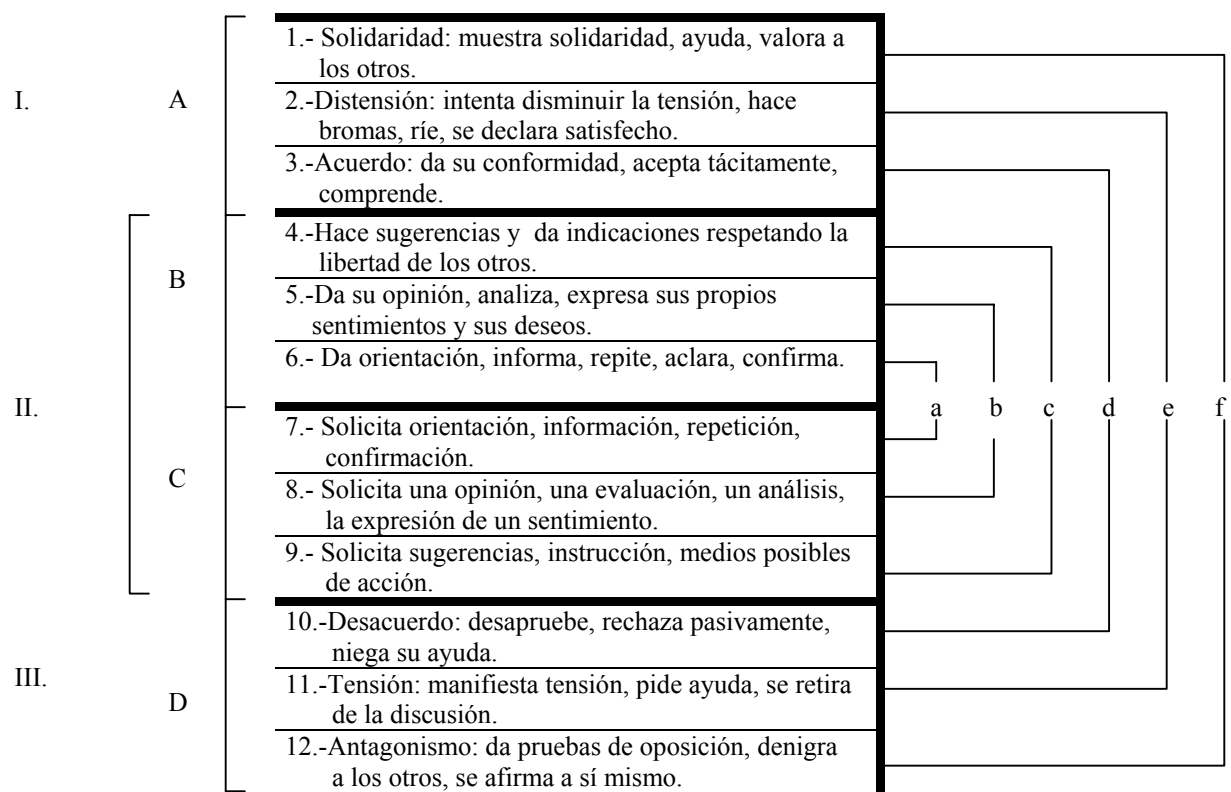 1.- Solidaridad: muestra solidaridad, ayuda, valora a
los otros.
I.
A
2.-Distensión: intenta disminuir la tensión, hace
bromas, ríe, se declara satisfecho.
3.-Acuerdo: da su conformidad, acepta tácitamente,
comprende.
4.-Hace sugerencias y da indicaciones respetando la
libertad de los otros.
B
5.-Da su opinión, analiza, expresa sus propios
sentimientos y sus deseos.
6.- Da orientación, informa, repite, aclara, confirma.
II.
a b c d e f
7.- Solicita orientación, información, repetición,
confirmación.
C
8.- Solicita una opinión, una evaluación, un análisis,
la expresión de un sentimiento.
9.- Solicita sugerencias, instrucción, medios posibles
de acción.
10.-Desacuerdo: desapruebe, rechaza pasivamente,
niega su ayuda.
III.
D
11.-Tensión: manifiesta tensión, pide ayuda, se retira
de la discusión.
12.-Antagonismo: da pruebas de oposición, denigra
a los otros, se afirma a sí mismo.